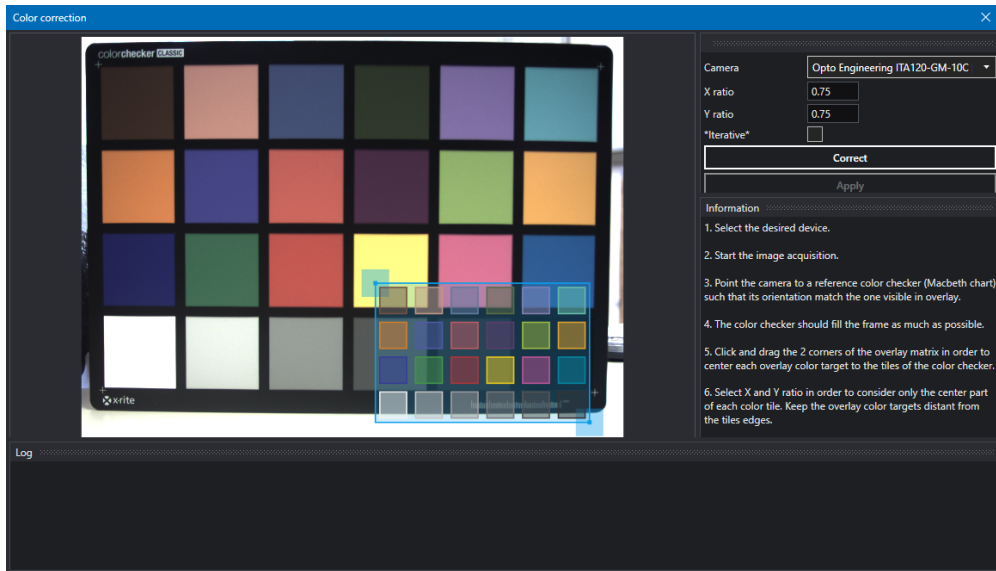 Color correction
colorchecker CLASSIC
x-rite
Camera
Opto Engineering ITA120-GM-10C
X ratio
0.75
Y ratio
0.75
*Iterative*
Correct
Apply
Information
1. Select the desired device.
2. Start the image acquisition.
3. Point the camera to a reference color checker (Macbeth chart)
such that its orientation match the one visible in overlay.
4. The color checker should fill the frame as much as possible.
5. Click and drag the 2 corners of the overlay matrix in order to
center each overlay color target to the tiles of the color checker.
6. Select X and Y ratio in order to consider only the center part
of each color tile. Keep the overlay color targets distant from
the tiles edges.
Log